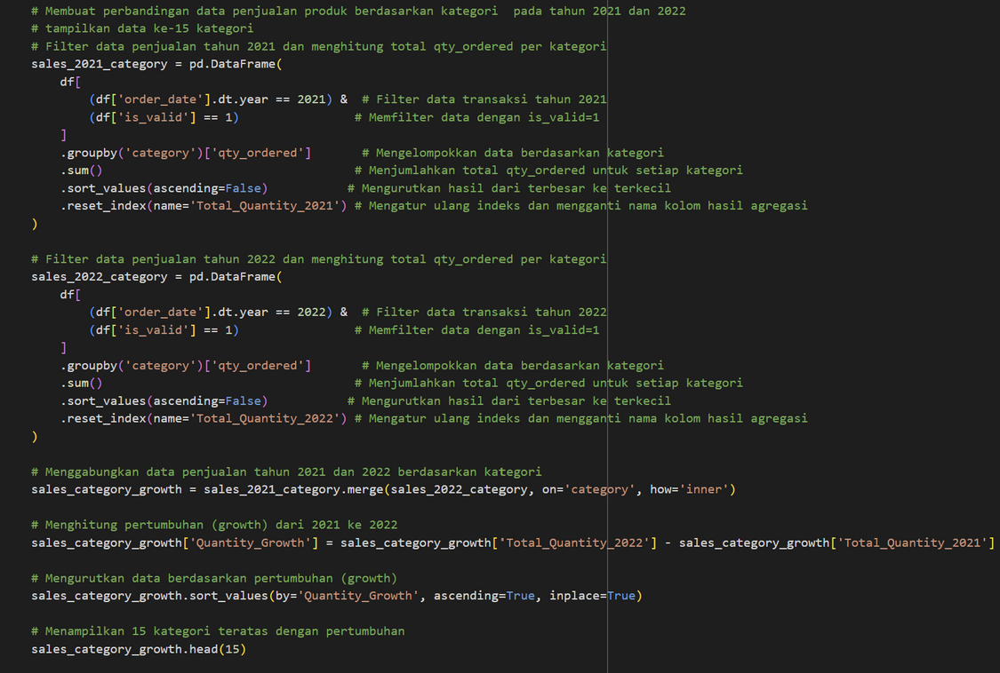 # Membuat perbandingan data penjualan produk berdasarkan kategori  pada tahun 2021 dan 2022
# tampilkan data ke-15 kategori
# Filter data penjualan tahun 2021 dan menghitung total qty_ordered per kategori
sales_2021_category = pd.DataFrame(
    df[
        (df['order_date'].dt.year == 2021) &  # Filter data transaksi tahun 2021
        (df['is_valid'] == 1)                # Memfilter data dengan is_valid=1
    ]
    .groupby('category')['qty_ordered']       # Mengelompokkan data berdasarkan kategori
    .sum()                                   # Menjumlahkan total qty_ordered untuk setiap kategori
    .sort_values(ascending=False)           # Mengurutkan hasil dari terbesar ke terkecil
    .reset_index(name='Total_Quantity_2021') # Mengatur ulang indeks dan mengganti nama kolom hasil agregasi
)
# Filter data penjualan tahun 2022 dan menghitung total qty_ordered per kategori
sales_2022_category = pd.DataFrame(
    df[
        (df['order_date'].dt.year == 2022) &  # Filter data transaksi tahun 2022
        (df['is_valid'] == 1)                # Memfilter data dengan is_valid=1
    ]
    .groupby('category')['qty_ordered']       # Mengelompokkan data berdasarkan kategori
    .sum()                                   # Menjumlahkan total qty_ordered untuk setiap kategori
    .sort_values(ascending=False)           # Mengurutkan hasil dari terbesar ke terkecil
    .reset_index(name='Total_Quantity_2022') # Mengatur ulang indeks dan mengganti nama kolom hasil agregasi
)
# Menggabungkan data penjualan tahun 2021 dan 2022 berdasarkan kategori
sales_category_growth = sales_2021_category.merge(sales_2022_category, on='category', how='inner')
# Menghitung pertumbuhan (growth) dari 2021 ke 2022
sales_category_growth['Quantity_Growth'] = sales_category_growth['Total_Quantity_2022'] - sales_category_growth['Total_Quantity_2021']
# Mengurutkan data berdasarkan pertumbuhan (growth)
sales_category_growth.sort_values(by='Quantity_Growth', ascending=True, inplace=True)
# Menampilkan 15 kategori teratas dengan pertumbuhan
sales_category_growth.head(15)